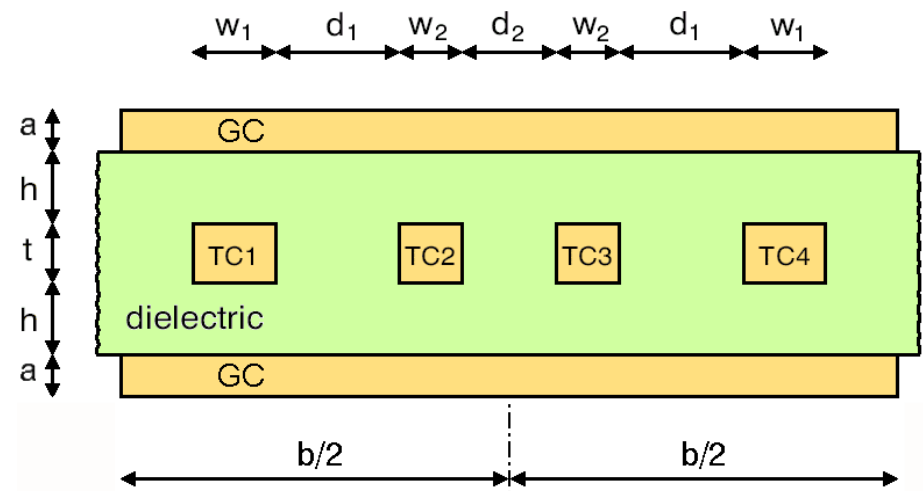 w₁ d₁ w₂ d₂ w₂ d₁ w₁
a
GC
h
t
TC1 TC2 TC3 TC4
h
dielectric
a
GC
b/2 b/2